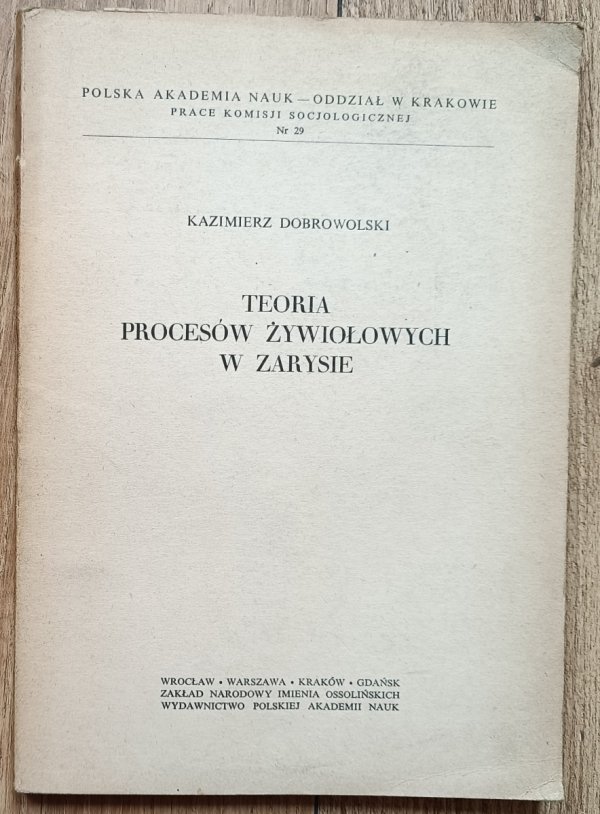 POLSKA AKADEMIA NAUK — ODDZIAŁ W KRAKOWIE
PRACE KOMISJI SOCJOLOGICZNEJ
Nr 29
KAZIMIERZ DOBROWOLSKI
TEORIA
PROCESÓW ŻYWIOŁOWYCH
W ZARYSIE
WROCŁAW • WARSZAWA • KRAKÓW • GDAŃSK
ZAKŁAD NARODOWY IMIENIA OSSOLIŃSKICH
WYDAWNICTWO POLSKIEJ AKADEMII NAUK